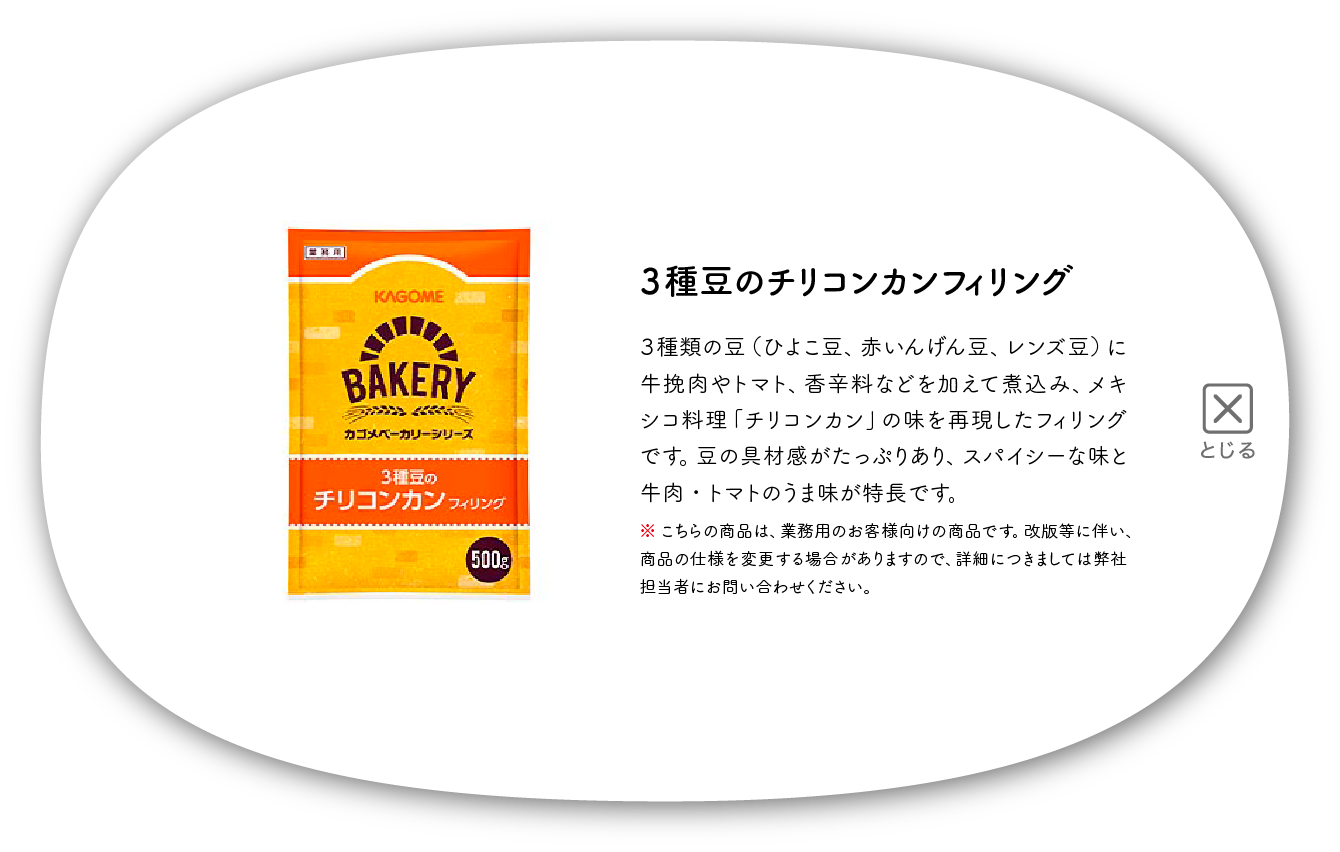 業務用
KAGOME
BAKERY
カゴメベーカリーシリーズ
3種豆の
チリコンカンフィリング
500g
3種豆のチリコンカンフィリング
3種類の豆（ひよこ豆、赤いんげん豆、レンズ豆）に
牛挽肉やトマト、香辛料などを加えて煮込み、メキ
シコ料理「チリコンカン」の味を再現したフィリング
です。豆の具材感がたっぷりあり、スパイシーな味と
牛肉・トマトのうま味が特長です。
※こちらの商品は、業務用のお客様向けの商品です。改版等に伴い、
商品の仕様を変更する場合がありますので、詳細につきましては弊社
担当者にお問い合わせください。
とじる